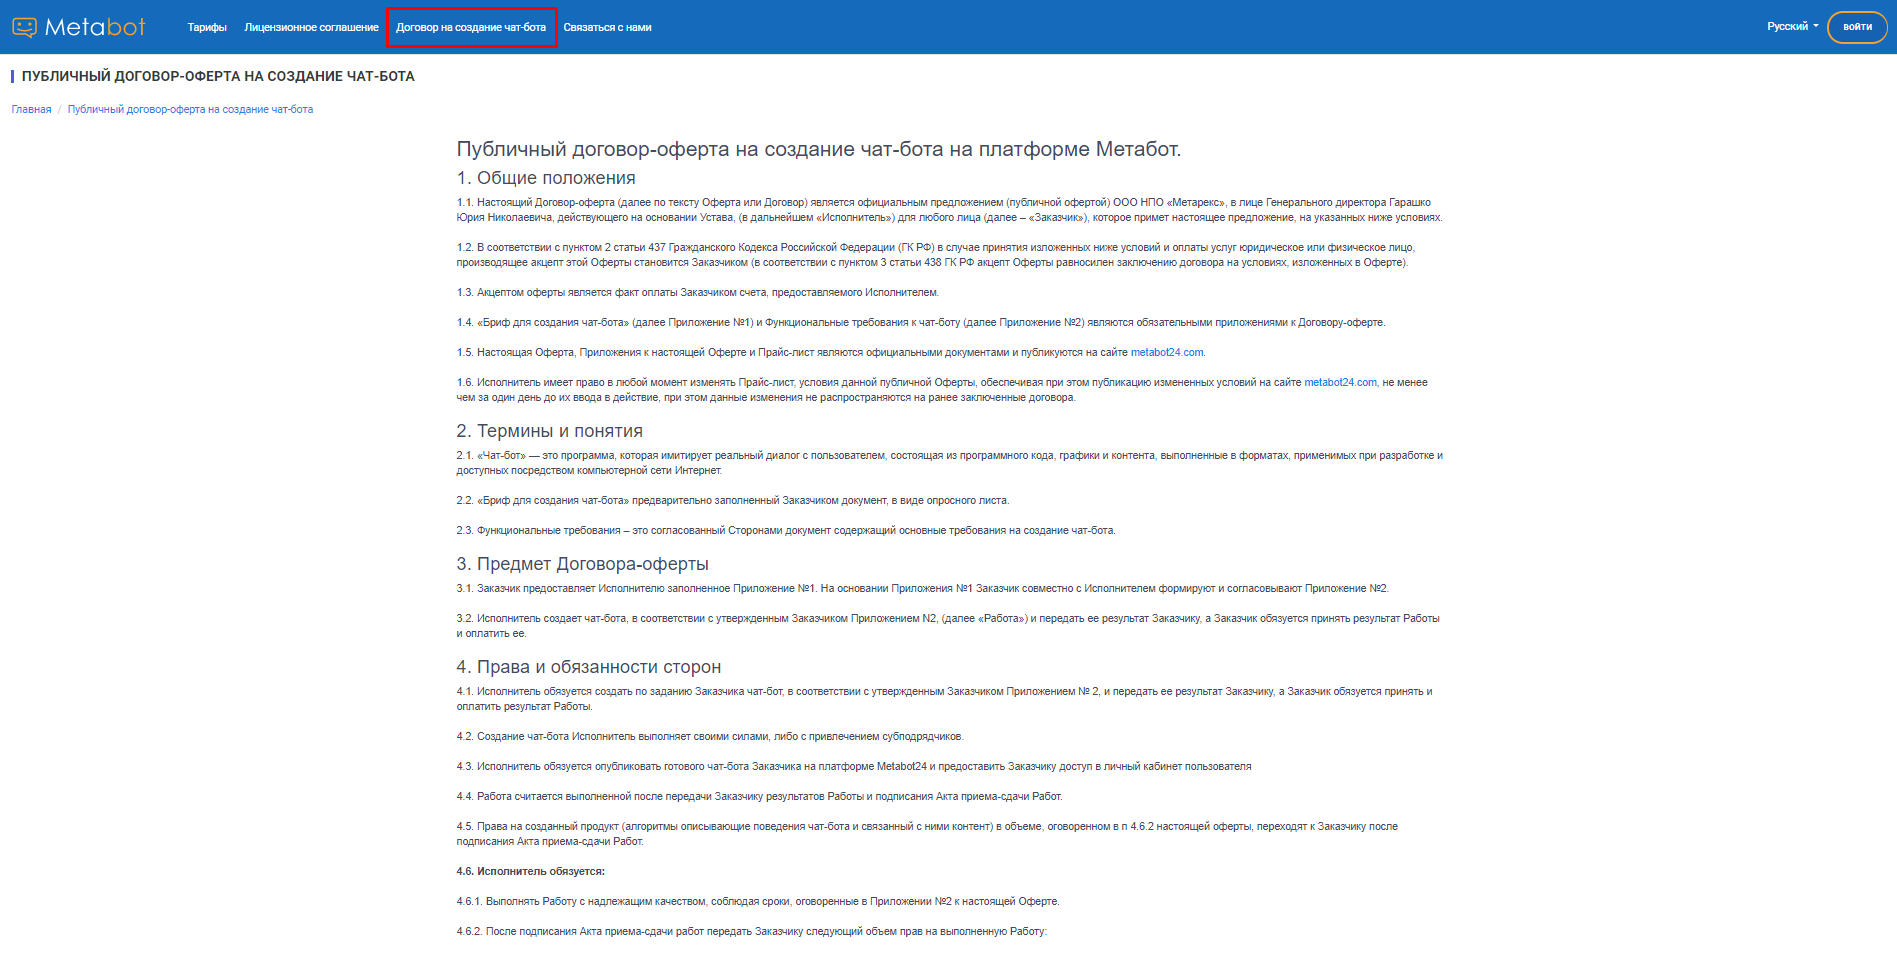 Metabot
Тарифы
Лицензионное соглашение
Договор на создание чат-бота
Связаться с нами
Русский
ВОЙТИ
ПУБЛИЧНЫЙ ДОГОВОР-ОФЕРТА НА СОЗДАНИЕ ЧАТ-БОТА
Главная / Публичный договор-оферта на создание чат-бота
Публичный договор-оферта на создание чат-бота на платформе Метабот.
1. Общие положения
1.1. Настоящий Договор-оферта (далее по тексту Оферта или Договор) является официальным предложением (публичной офертой) ООО НПО «Метарекс», в лице Генерального директора Гарашко
Юрия Николаевича, действующего на основании Устава, (в дальнейшем «Исполнитель») для любого лица (далее – «Заказчик»), которое примет настоящее предложение, на указанных ниже условиях.
1.2. В соответствии с пунктом 2 статьи 437 Гражданского Кодекса Российской Федерации (ГК РФ) в случае принятия изложенных ниже условий и оплаты услуг юридическое или физическое лицо,
производящее акцепт этой Оферты становится Заказчиком (в соответствии с пунктом 3 статьи 438 ГК РФ акцепт Оферты равносилен заключению договора на условиях, изложенных в Оферте).
1.3. Акцептом оферты является факт оплаты Заказчиком счета, предоставляемого Исполнителем.
1.4. «Бриф для создания чат-бота» (далее Приложение №1) и Функциональные требования к чат-боту (далее Приложение №2) являются обязательными приложениями к Договору-оферте.
1.5. Настоящая Оферта, Приложения к настоящей Оферте и Прайс-лист являются официальными документами и публикуются на сайте metabot24.com.
1.6. Исполнитель имеет право в любой момент изменять Прайс-лист, условия данной публичной Оферты, обеспечивая при этом публикацию измененных условий на сайте metabot24.com, не менее
чем за один день до их ввода в действие, при этом данные изменения не распространяются на ранее заключенные договора.
2. Термины и понятия
2.1. «Чат-бот» — это программа, которая имитирует реальный диалог с пользователем, состоящая из программного кода, графики и контента, выполненные в форматах, применимых при разработке и
доступных посредством компьютерной сети Интернет.
2.2. «Бриф для создания чат-бота» предварительно заполненный Заказчиком документ, в виде опросного листа.
2.3. Функциональные требования – это согласованный Сторонами документ содержащий основные требования на создание чат-бота.
3. Предмет Договора-оферты
3.1. Заказчик предоставляет Исполнителю заполненное Приложение №1. На основании Приложения №1 Заказчик совместно с Исполнителем формируют и согласовывают Приложение №2.
3.2. Исполнитель создает чат-бота, в соответствии с утвержденным Заказчиком Приложением N2, (далее «Работа») и передать ее результат Заказчику, а Заказчик обязуется принять результат Работы
и оплатить ее.
4. Права и обязанности сторон
4.1. Исполнитель обязуется создать по заданию Заказчика чат-бот, в соответствии с утвержденным Заказчиком Приложением № 2, и передать ее результат Заказчику, а Заказчик обязуется принять и
оплатить результат Работы.
4.2. Создание чат-бота Исполнитель выполняет своими силами, либо с привлечением субподрядчиков.
4.3. Исполнитель обязуется опубликовать готового чат-бота Заказчика на платформе Metabot24 и предоставить Заказчику доступ в личный кабинет пользователя
4.4. Работа считается выполненной после передачи Заказчику результатов Работы и подписания Акта приема-сдачи Работ.
4.5. Права на созданный продукт (алгоритмы описывающие поведения чат-бота и связанный с ними контент) в объеме, оговоренном в п 4.6.2 настоящей оферты, переходят к Заказчику после
подписания Акта приема-сдачи Работ.
4.6. Исполнитель обязуется:
4.6.1. Выполнять Работу с надлежащим качеством, соблюдая сроки, оговоренные в Приложении №2 к настоящей Оферте.
4.6.2. После подписания Акта приема-сдачи работ передать Заказчику следующий объем прав на выполненную Работу: